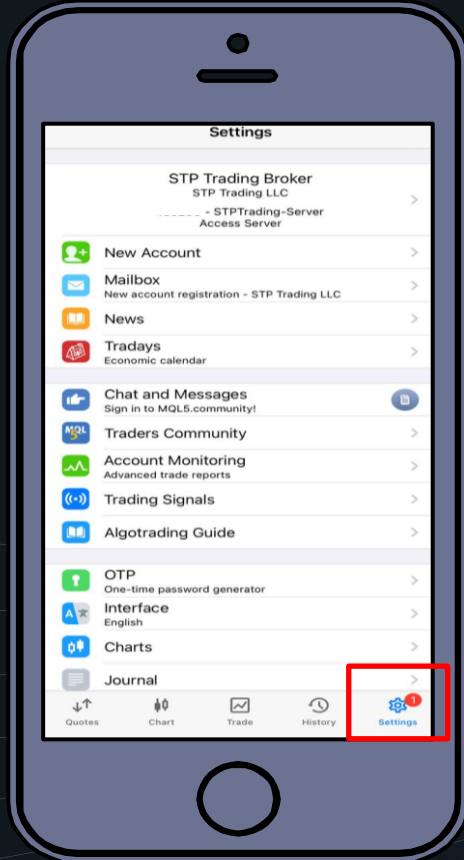 Settings
STP Trading Broker
STP Trading LLC
- STPTrading-Server
Access Server
New Account
Mailbox
New account registration - STP Trading LLC
News
Tradays
Economic calendar
Chat and Messages
Sign in to MQL5.community!
MQL
5
Traders Community
Account Monitoring
Advanced trade reports
Trading Signals
Algotrading Guide
OTP
One-time password generator
A
Interface
English
Charts
Journal
1
Quotes
Chart
Trade
History
Settings